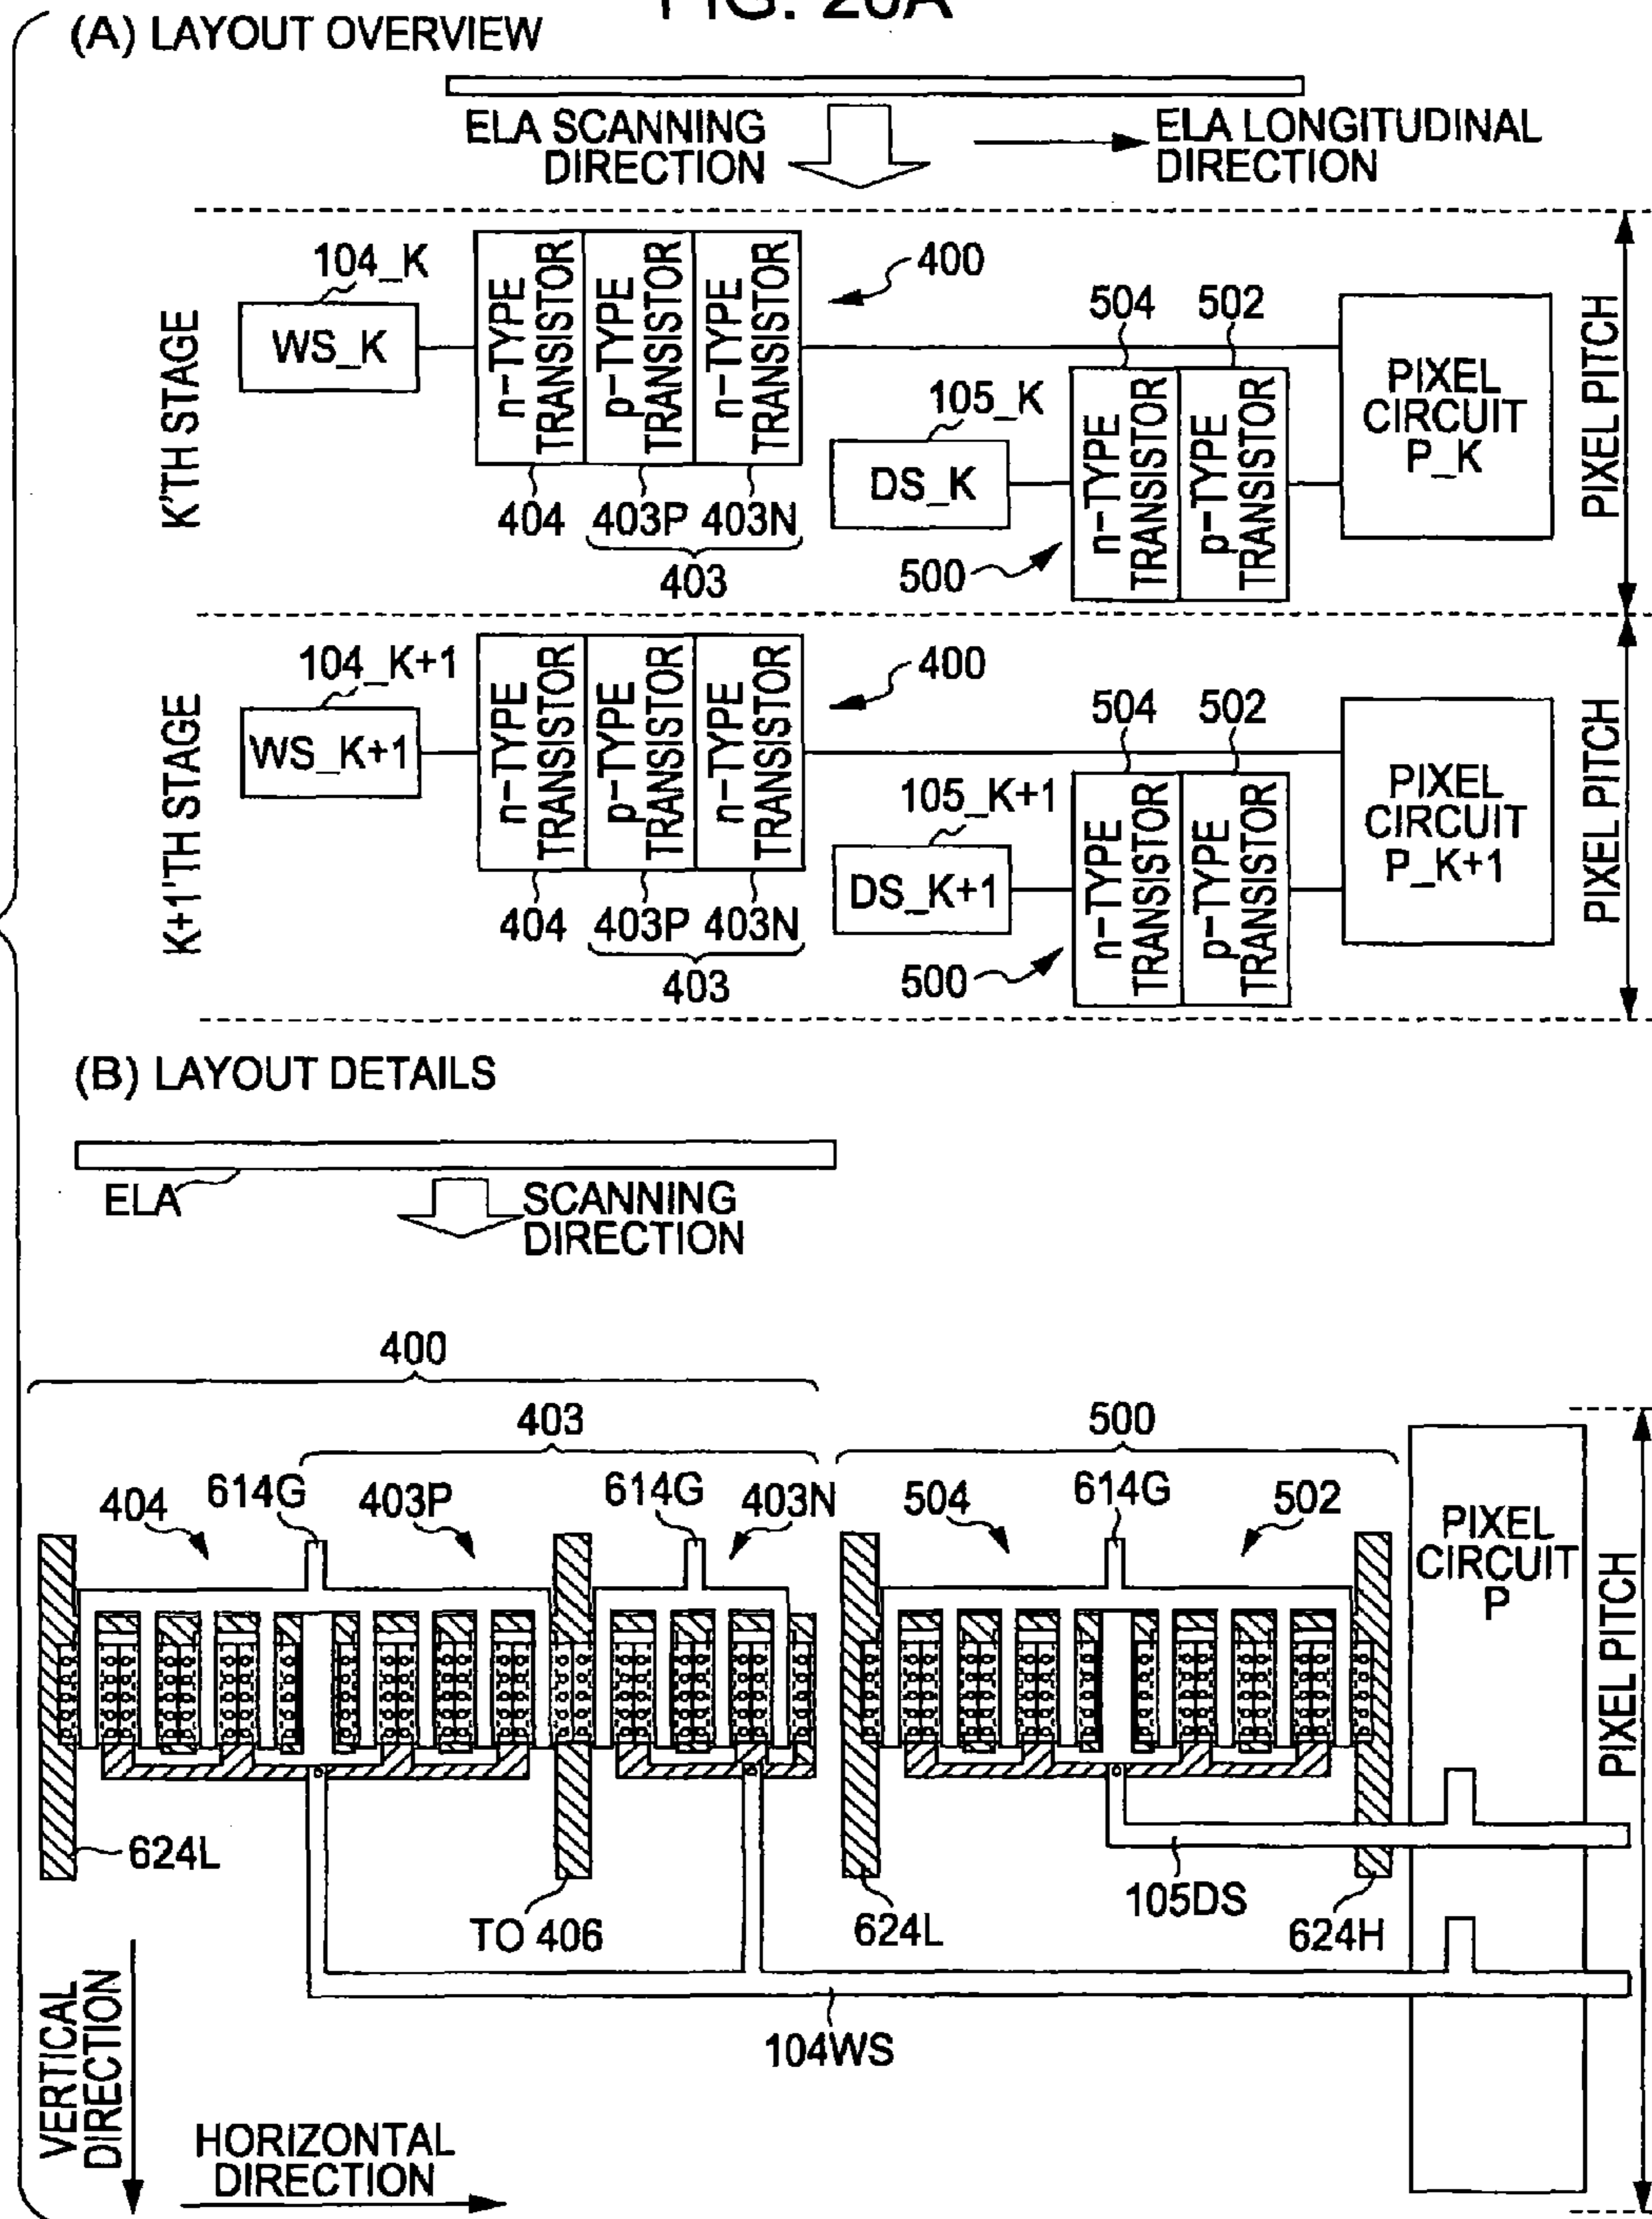 FIG. 20A
(A) LAYOUT OVERVIEW
ELA SCANNING
DIRECTION
ELA LONGITUDINAL
DIRECTION
K'TH STAGE
104_K
WS_K
n-TYPE
TRANSISTOR
p-TYPE
TRANSISTOR
n-TYPE
TRANSISTOR
400
404
403P
403N
403
105_K
DS_K
504
502
n-TYPE
TRANSISTOR
p-TYPE
TRANSISTOR
500
PIXEL
CIRCUIT
P_K
PIXEL PITCH
K+1'TH STAGE
104_K+1
WS_K+1
n-TYPE
TRANSISTOR
p-TYPE
TRANSISTOR
n-TYPE
TRANSISTOR
400
404
403P
403N
403
105_K+1
DS_K+1
504
502
n-TYPE
TRANSISTOR
p-TYPE
TRANSISTOR
500
PIXEL
CIRCUIT
P_K+1
PIXEL PITCH
(B) LAYOUT DETAILS
ELA
SCANNING
DIRECTION
400
403
500
404
614G
403P
614G
403N
504
614G
502
PIXEL
CIRCUIT
P
PIXEL PITCH
624L
TO 406
624L
105DS
624H
104WS
VERTICAL
DIRECTION
HORIZONTAL
DIRECTION